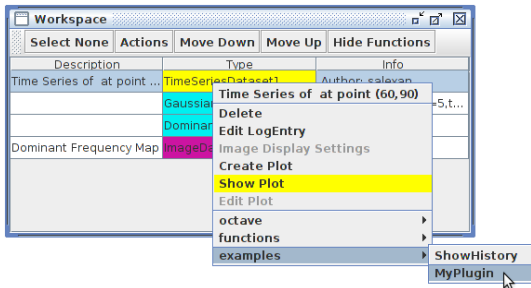 Workspace
Select None Actions Move Down Move Up Hide Functions
Description Type Info
Time Series of at point ... TimeSeriesDataset1 Author: salexan
Time Series of at point (60,90)
Delete
Edit LogEntry
Image Display Settings
Create Plot
Show Plot
Edit Plot
octave
functions
examples
ShowHistory
MyPlugin
Gaussian =5,t...
Dominan
Dominant Frequency Map ImageDa